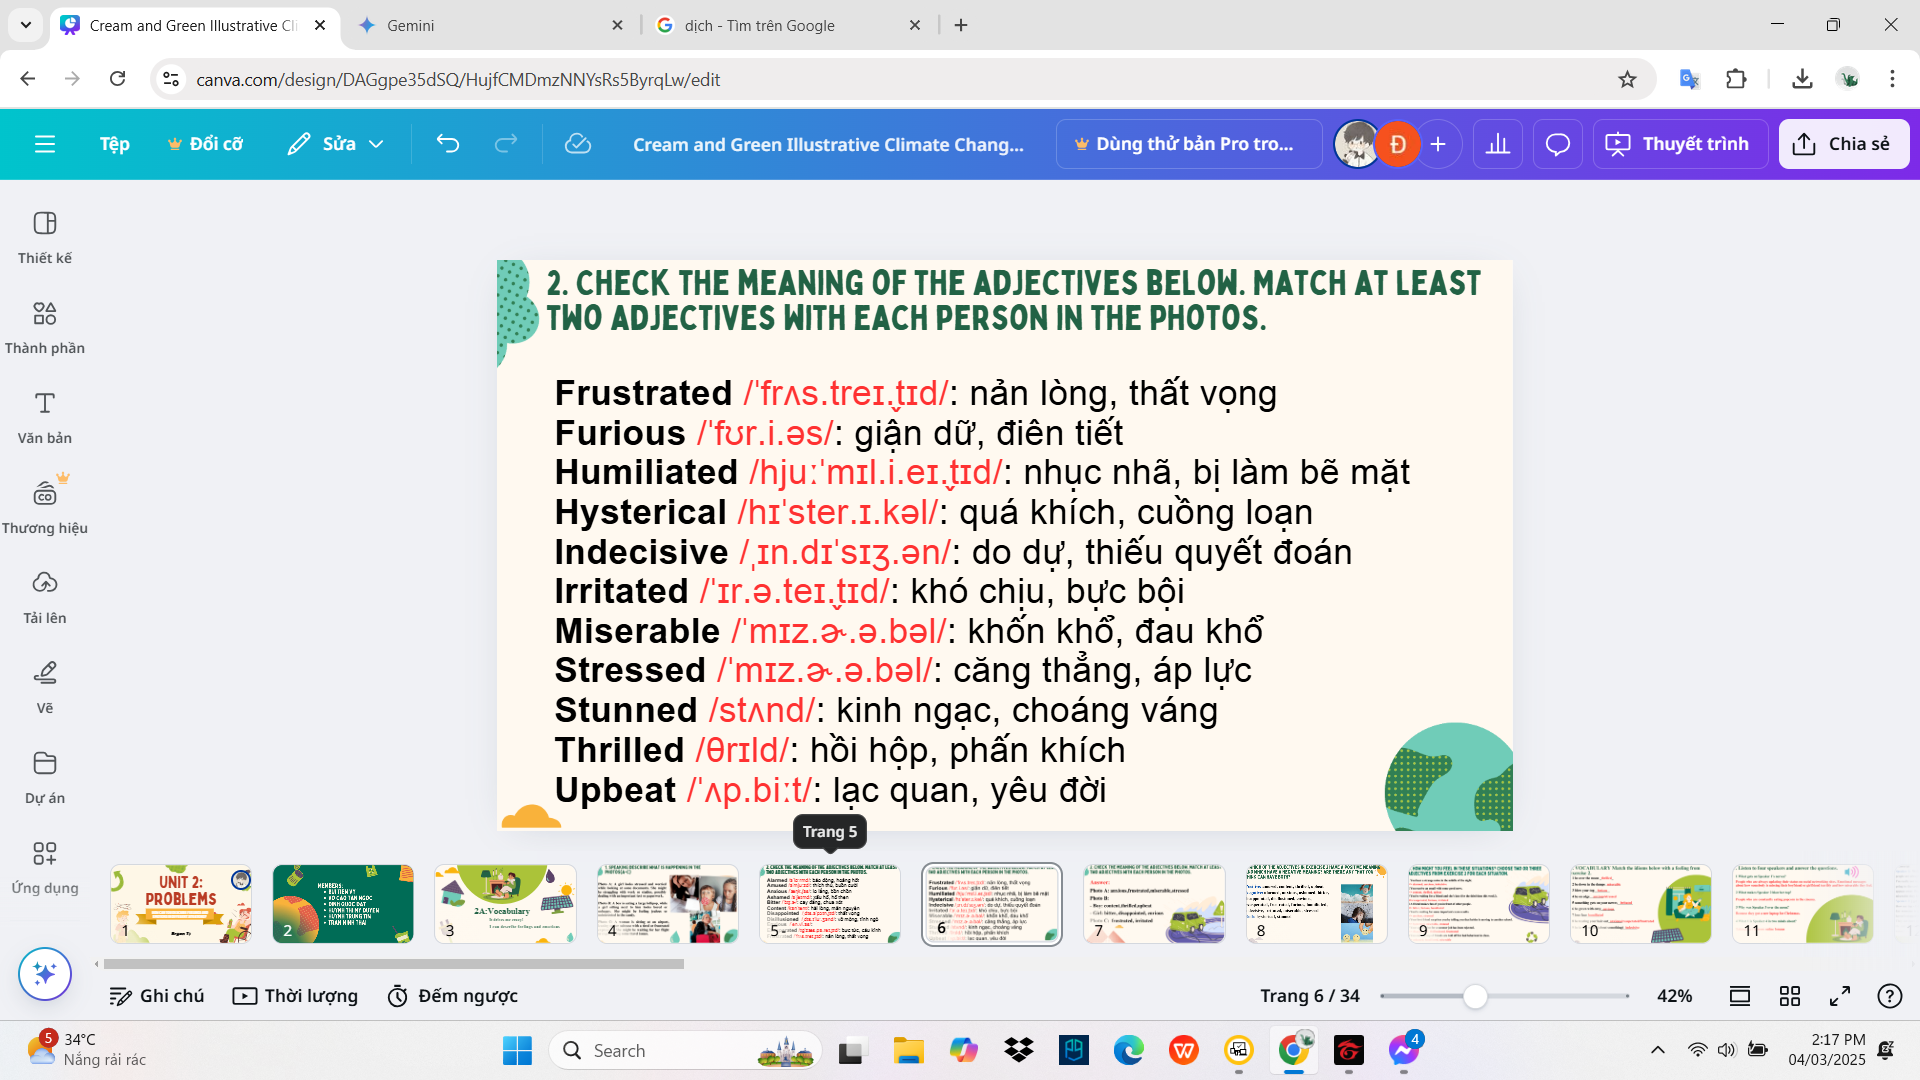 Cream and Green Illustrative Cli
Gemini
dịch - Tìm trên Google
canva.com/design/DAGgpe35dSQ/HujfCMDmzNNYsRs5ByrqLw/edit
Tệp
Đổi cỡ
Sửa
Cream and Green Illustrative Climate Chang...
Dùng thử bản Pro tro...
Đ
Thuyết trình
Chia sẻ
Thiết kế
Thành phần
Văn bản
Thương hiệu
Tải lên
Vẽ
Dự án
Ứng dụng
2. CHECK THE MEANING OF THE ADJECTIVES BELOW. MATCH AT LEAST
TWO ADJECTIVES WITH EACH PERSON IN THE PHOTOS.
Frustrated /ˈfrʌs.treɪ.t̬ɪd/: nản lòng, thất vọng
Furious /ˈfʊr.i.əs/: giận dữ, điên tiết
Humiliated /hjuːˈmɪl.i.eɪ.t̬ɪd/: nhục nhã, bị làm bẽ mặt
Hysterical /hɪˈster.ɪ.kəl/: quá khích, cuồng loạn
Indecisive /ˌɪn.dɪˈsɪʒ.ən/: do dự, thiếu quyết đoán
Irritated /ˈɪr.ə.teɪ.t̬ɪd/: khó chịu, bực bội
Miserable /ˈmɪz.ɚ.ə.bəl/: khốn khổ, đau khổ
Stressed /ˈmɪz.ɚ.ə.bəl/: căng thẳng, áp lực
Stunned /stʌnd/: kinh ngạc, choáng váng
Thrilled /θrɪld/: hồi hộp, phấn khích
Upbeat /ˈʌp.biːt/: lạc quan, yêu đời
Trang 5
UNIT 2:
PROBLEMS
1
MEMBERS:
2
2A:Vocabulary
I can describe feelings and emotions.
3
4
5
6
7
8
9
10
11
Ghi chú
Thời lượng
Đếm ngược
Trang 6 / 34
42%
5
34°C
Nắng rải rác
Search
4
2:17 PM
04/03/2025